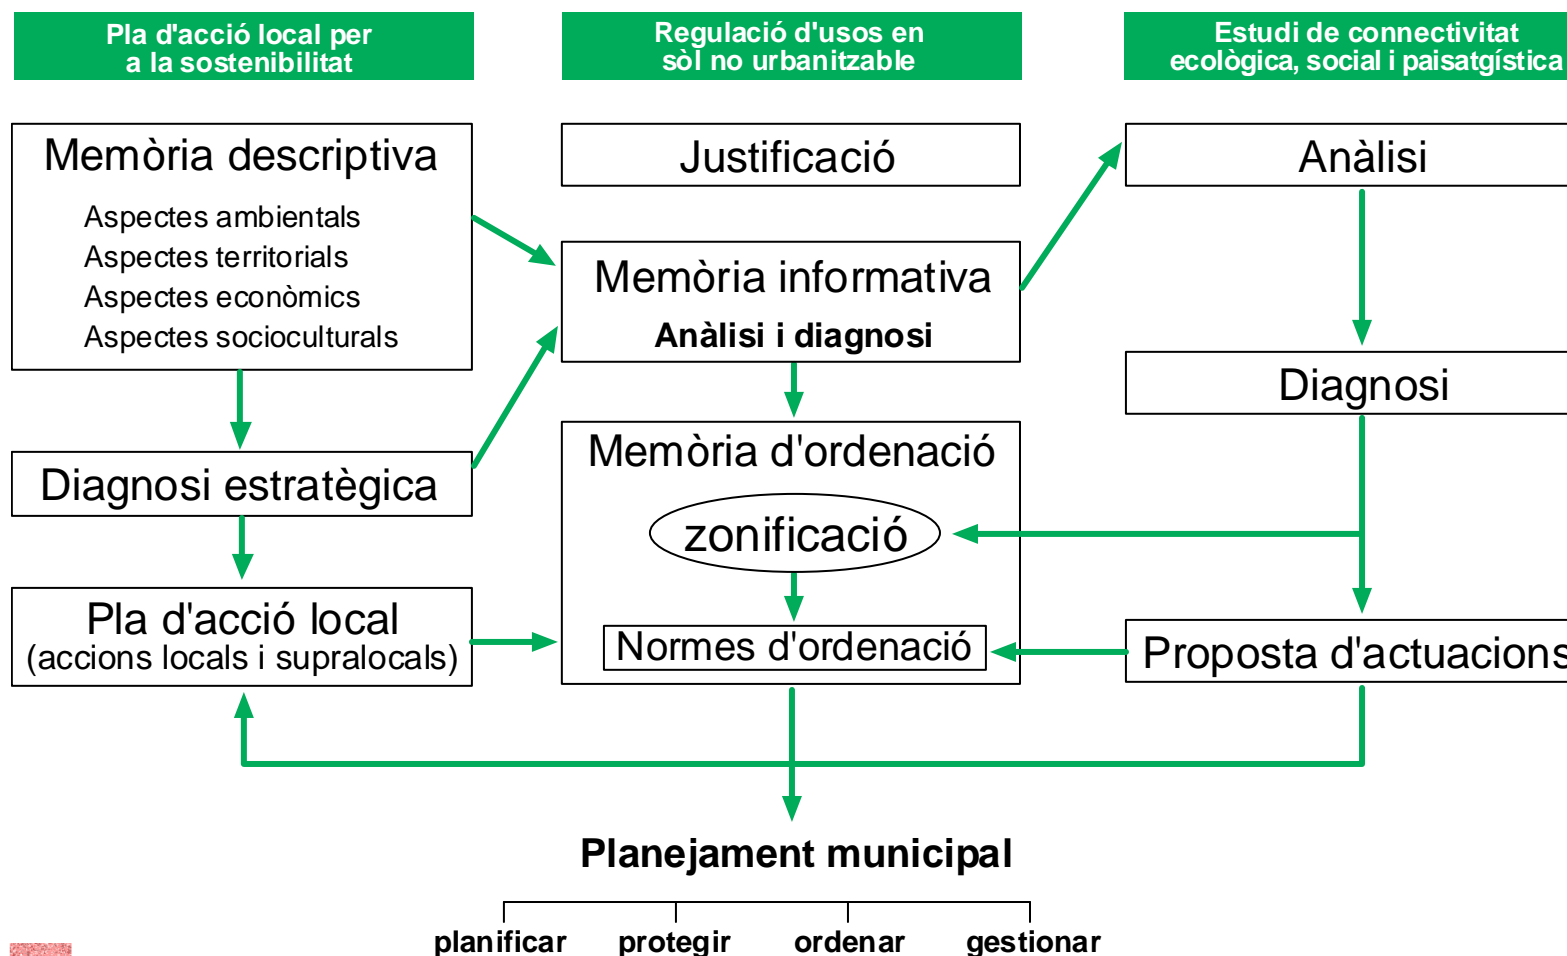 Pla d'acció local per
a la sostenibilitat
Memòria descriptiva
Aspectes ambientals
Aspectes territorials
Aspectes econòmics
Aspectes socioculturals
Diagnosi estratègica
Pla d'acció local
(accions locals i supralocals)
Regulació d'usos en
sòl no urbanitzable
Justificació
Memòria informativa
Anàlisi i diagnosi
Memòria d'ordenació
zonificació
Normes d'ordenació
Estudi de connectivitat
ecològica, social i paisatgística
Anàlisi
Diagnosi
Proposta d'actuacions
Planejament municipal
planificar protegir ordenar gestionar